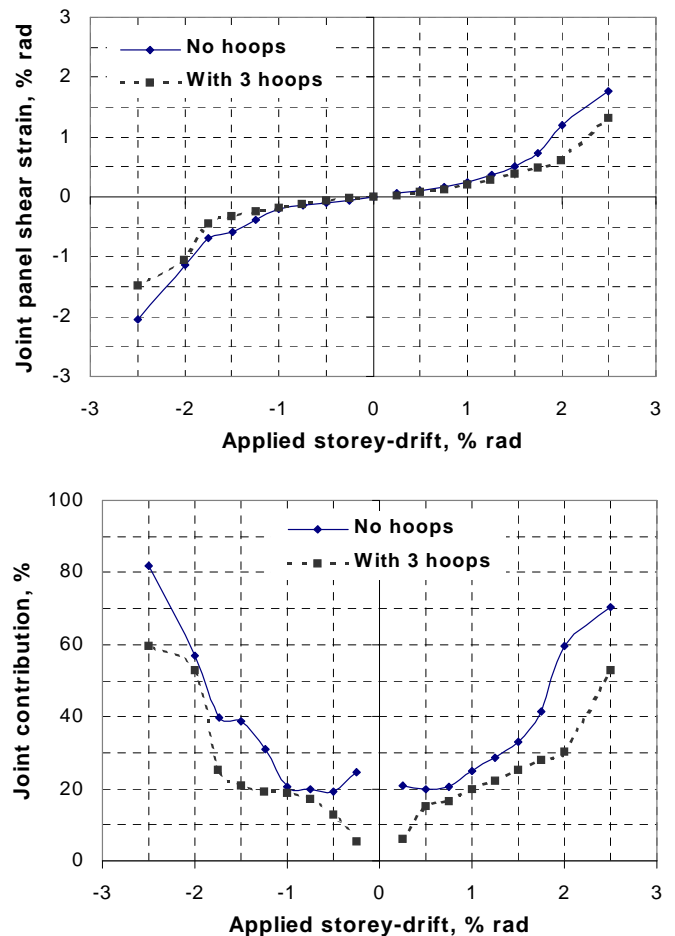 3
No hoops
With 3 hoops
2
1
0
-1
-2
-3
Joint panel shear strain, % rad
-3 -2 -1 0 1 2 3
Applied storey-drift, % rad
100
No hoops
With 3 hoops
80
60
40
20
0
Joint contribution, %
-3 -2 -1 0 1 2 3
Applied storey-drift, % rad